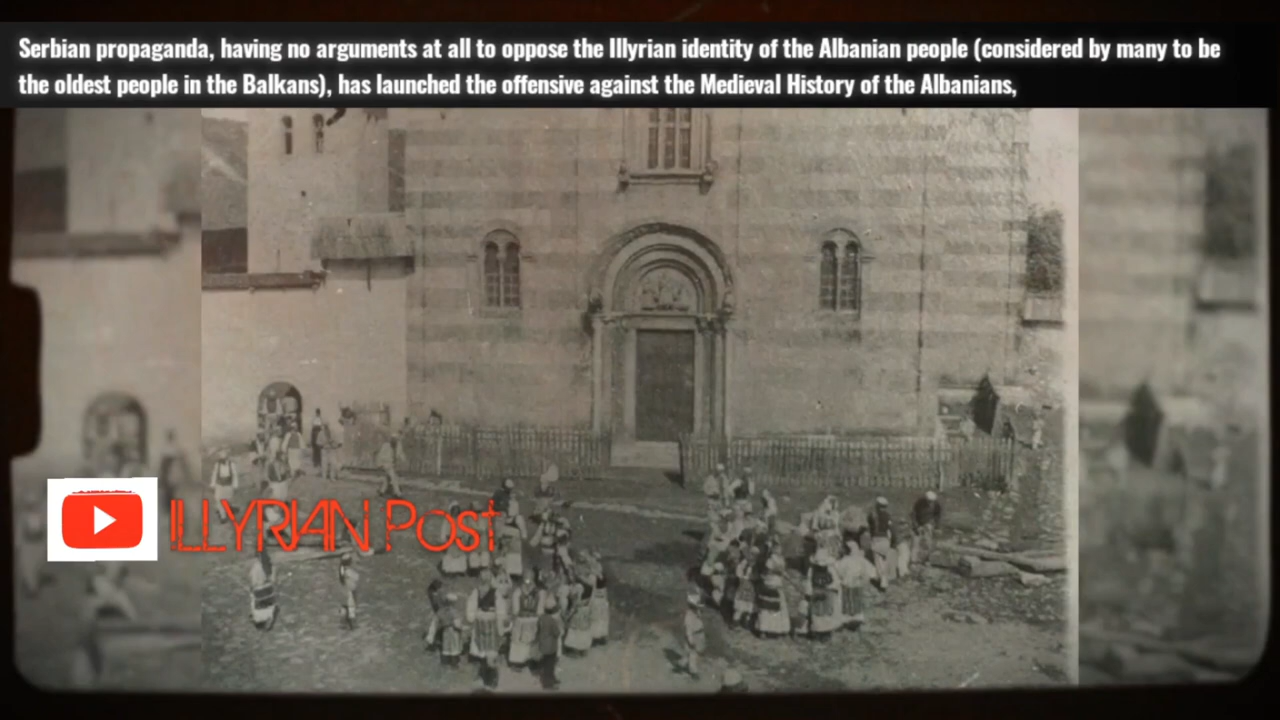 Serbian propaganda, having no arguments at all to oppose the Illyrian identity of the Albanian people (considered by many to be
the oldest people in the Balkans), has launched the offensive against the Medieval History of the Albanians,
ILLYRIAN Post